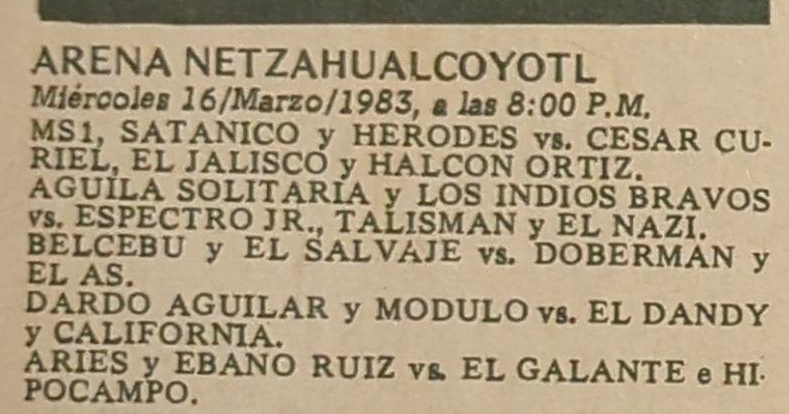 ARENA NETZAHUALCOYOTL
Miércoles 16/Marzo/1983, a las 8:00 P.M.
MS1, SATANICO y HERODES vs. CESAR CU-
RIEL, EL JALISCO y HALCON ORTIZ.
AGUILA SOLITARIA y LOS INDIOS BRAVOS
vs. ESPECTRO JR., TALISMAN y EL NAZI.
BELCEBU y EL SALVAJE vs. DOBERMAN y
EL AS.
DARDO AGUILAR y MODULO vs. EL DANDY
y CALIFORNIA.
ARIES y EBANO RUIZ vs. EL GALANTE e HI-
POCAMPO.